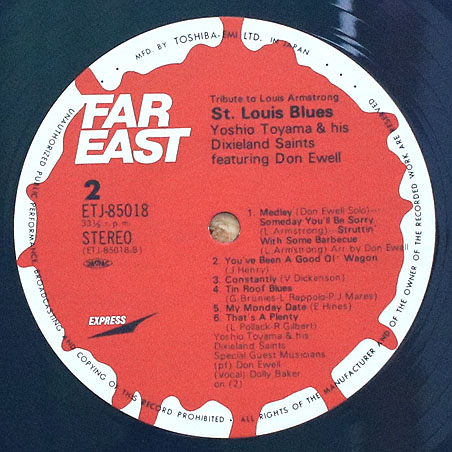 MFD. BY TOSHIBA-EMI LTD. IN JAPAN
FAR
EAST
Tribute to Louis Armstrong
St. Louis Blues
Yoshio Toyama & his
Dixieland Saints
featuring Don Ewell
2
ETJ-85018
33⅓ r p m
STEREO
(ETJ-85018-B)
EXPRESS
1. Medley (Don Ewell Solo)--
Someday You'll Be Sorry
(L. Armstrong)-- Struttin'
With Some Barbecue
(L. Armstrong) Arr by Don Ewell
2. You've Been A Good Ol' Wagon
(J Henry)
3. Constantly (V Dickenson)
4. Tin Roof Blues
(G. Brunies-L Rappolo-P.J Mares)
5. My Monday Date (E Hines)
6. That's A Plenty
(L Pollack-R Gilbert)
Yoshio Toyama & his
Dixieland Saints
Special Guest Musicians
(pf) Don Ewell
(Vocal) Dolly Baker
on (2)
UNAUTHORIZED PUBLIC PERFORMANCE BROADCASTING AND COPYING OF THIS RECORD PROHIBITED • ALL RIGHTS OF THE MANUFACTURER AND OF THE OWNER OF THE RECORDED WORK ARE RESERVED